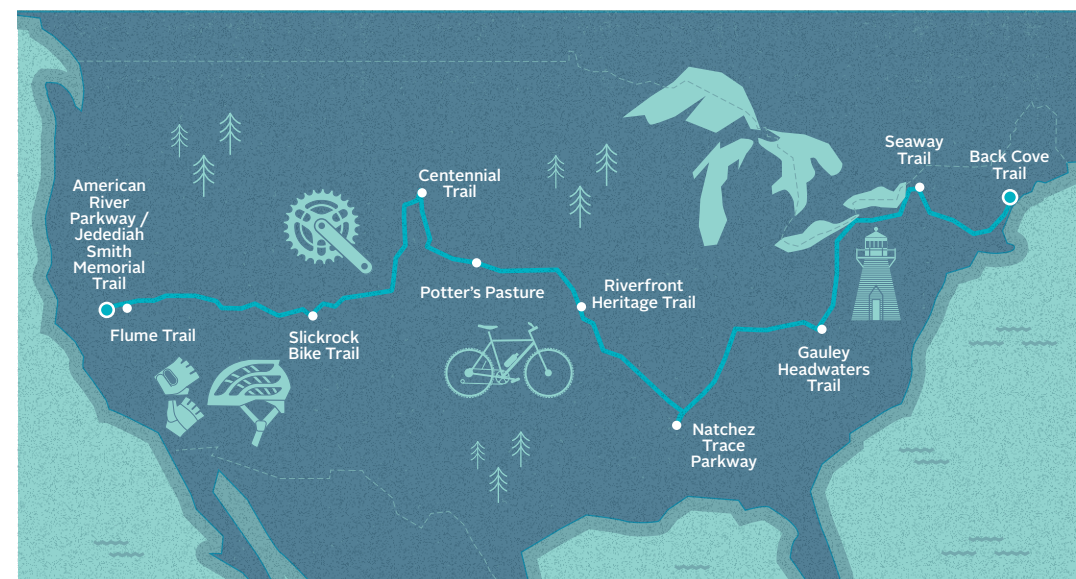 American
River
Parkway /
Jedediah
Smith
Memorial
Trail
Flume Trail
Slickrock
Bike Trail
Centennial
Trail
Potter's Pasture
Riverfront
Heritage Trail
Natchez
Trace
Parkway
Gauley
Headwaters
Trail
Seaway
Trail
Back Cove
Trail